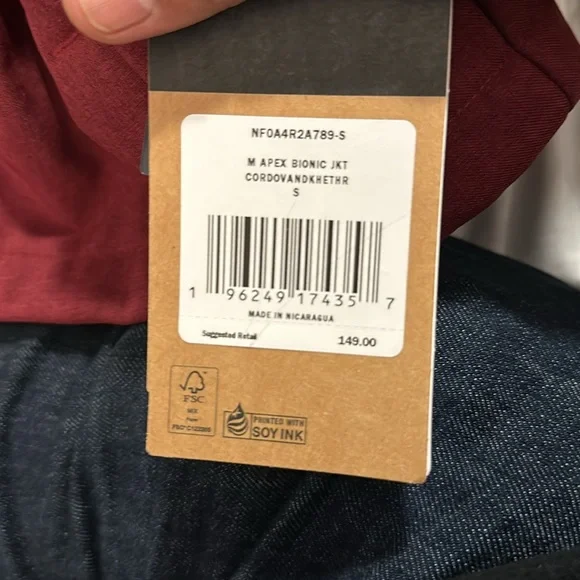 NF0A4R2A789-S
M APEX BIONIC JKT
CORDOVANDKHETHR
S
1 96249 17435 7
MADE IN NICARAGUA
Suggested Retail 149.00
FSC
MIX
PRINTED WITH
SOY INK